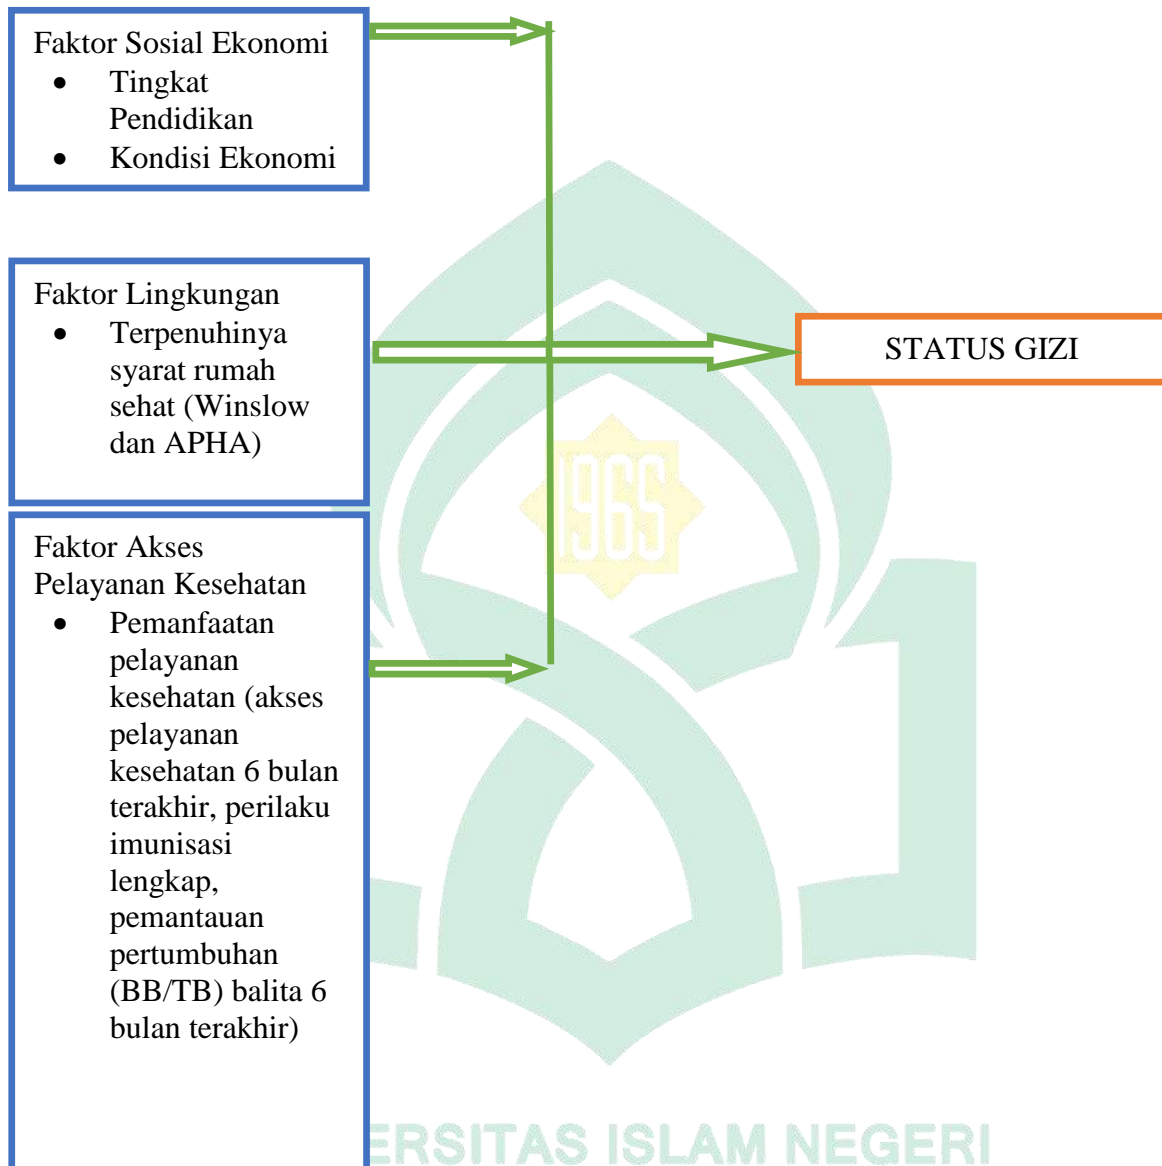 Faktor Sosial Ekonomi
• Tingkat
Pendidikan
• Kondisi Ekonomi
Faktor Lingkungan
• Terpenuhinya
syarat rumah
sehat (Winslow
dan APHA)
STATUS GIZI
1965
Faktor Akses
Pelayanan Kesehatan
• Pemanfaatan
pelayanan
kesehatan (akses
pelayanan
kesehatan 6 bulan
terakhir, perilaku
imunisasi
lengkap,
pemantauan
pertumbuhan
(BB/TB) balita 6
bulan terakhir)
ERSITAS ISLAM NEGERI